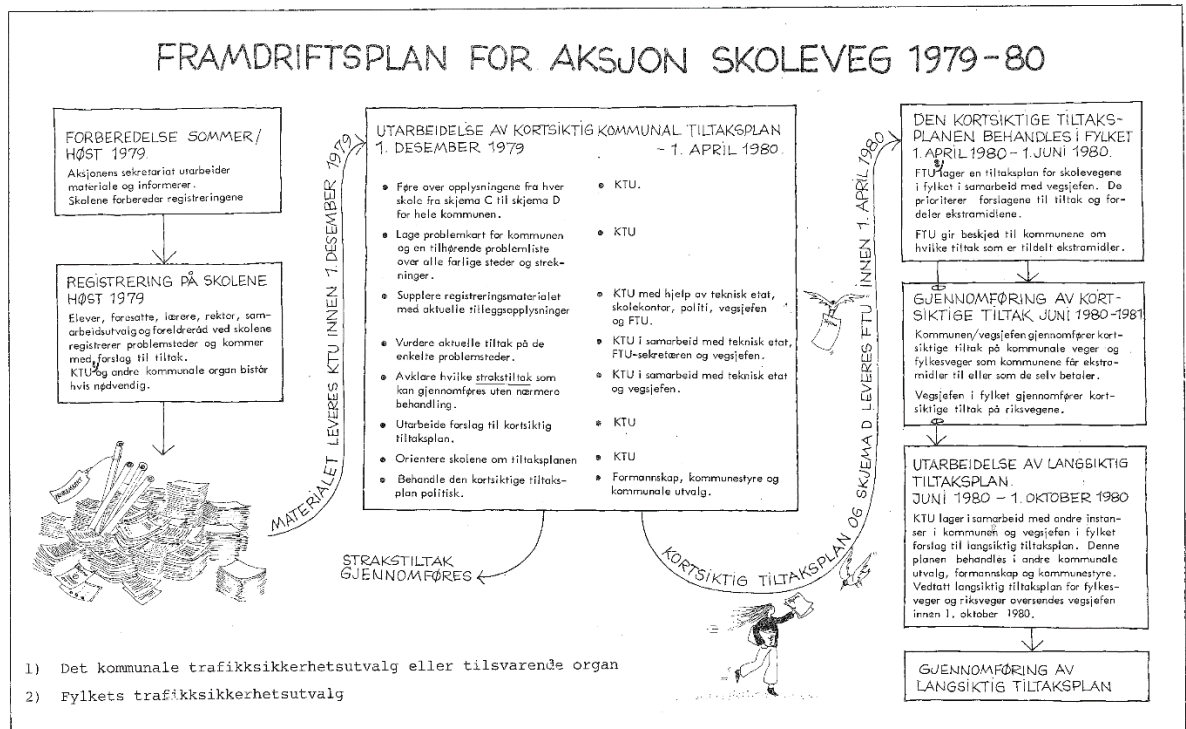 FRAMDRIFTSPLAN FOR AKSJON SKOLEVEG 1979-80
FORBEREDELSE SOMMER/
HØST 1979.
Aksjonens sekretariat utarbeider
materiale og informerer.
Skolene forbereder registreringene
REGISTRERING PÅ SKOLENE
HØST 1979
Elever, foresatte, lærere, rektor, sam-
arbeidsutvalg og foreldreråd ved skolene
registrerer problemsteder og kommer
med forslag til tiltak.
KTU 1) og andre kommunale organ bistår
hvis nødvendig.
MATERIALET LEVERES KTU INNEN 1. DESEMBER 1979
UTARBEIDELSE AV KORTSIKTIG KOMMUNAL TILTAKSPLAN
1. DESEMBER 1979 - 1. APRIL 1980.
• Føre over opplysningene fra hver
skole fra skjema C til skjema D
for hele kommunen.
• KTU.
• Lage problemkart for kommunen
og en tilhørende problemliste
over alle farlige steder og strek-
ninger.
• KTU
• Supplere registreringsmaterialet
med aktuelle tilleggsopplysninger
• KTU med hjelp av teknisk etat,
skolekontor, politi, vegsjefen
og FTU.
• Vurdere aktuelle tiltak på de
enkelte problemsteder.
• KTU i samarbeid med teknisk etat,
FTU-sekretæren og vegsjefen.
• Avklare hvilke strakstiltak som
kan gjennomføres uten nærmere
behandling.
• KTU i samarbeid med teknisk etat
og vegsjefen.
• Utarbeide forslag til kortsiktig
tiltaksplan.
• KTU
• Orientere skolene om tiltaksplanen
• KTU
• Behandle den kortsiktige tiltaks-
plan politisk.
• Formannskap, kommunestyre og
kommunale utvalg.
STRAKSTILTAK
GJENNOMFØRES
KORTSIKTIG TILTAKSPLAN OG SKJEMA D LEVERES FTU INNEN 1. APRIL 1980
DEN KORTSIKTIGE TILTAKS-
PLANEN BEHANDLES I FYLKET
1. APRIL 1980 - 1. JUNI 1980.
FTU 2) lager en tiltaksplan for skolevegene
i fylket i samarbeid med vegsjefen. De
prioriterer forslagene til tiltak og for-
deler ekstramidlene.
FTU gir beskjed til kommunene om
hvilke tiltak som er tildelt ekstramidler.
GJENNOMFØRING AV KORT-
SIKTIGE TILTAK JUNI 1980-1981
Kommunen/vegsjefen gjennomfører kort-
siktige tiltak på kommunale veger og
fylkesveger som kommunene får ekstra-
midler til eller som de selv betaler.
Vegsjefen i fylket gjennomfører kort-
siktige tiltak på riksvegene.
UTARBEIDELSE AV LANGSIKTIG
TILTAKSPLAN.
JUNI 1980 - 1. OKTOBER 1980
KTU lager i samarbeid med andre instan-
ser i kommunen og vegsjefen i fylket
forslag til langsiktig tiltaksplan. Denne
planen behandles i andre kommunale
utvalg, formannskap og kommunestyre.
Vedtatt langsiktig tiltaksplan for fylkes-
veger og riksveger oversendes vegsjefen
innen 1. oktober 1980.
GJENNOMFØRING AV
LANGSIKTIG TILTAKSPLAN
1) Det kommunale trafikksikkerhetsutvalg eller tilsvarende organ
2) Fylkets trafikksikkerhetsutvalg